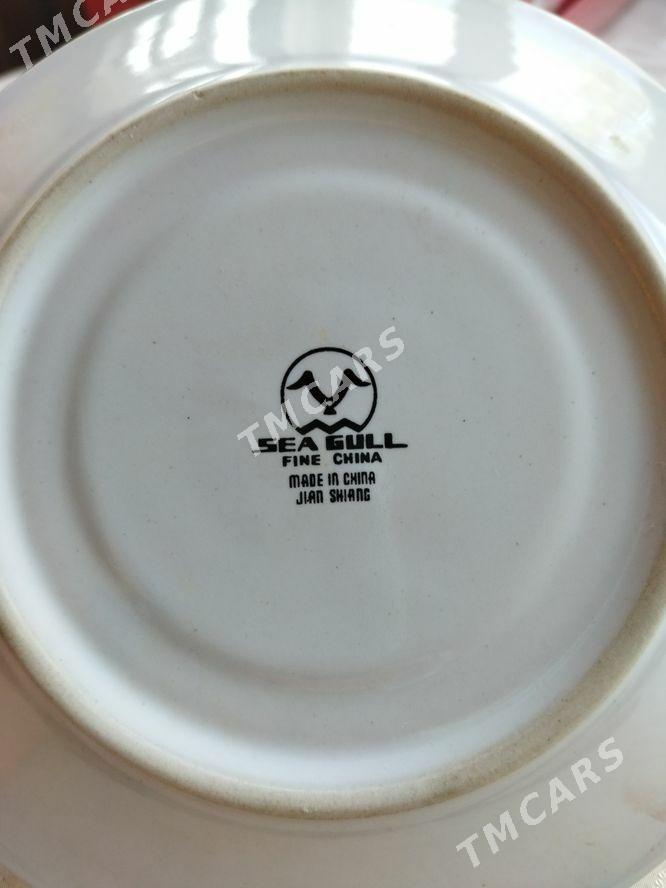 TMCARS
TMCARS
SEA GULL
FINE CHINA
MADE IN CHINA
JIAN SHIANG
TMCARS